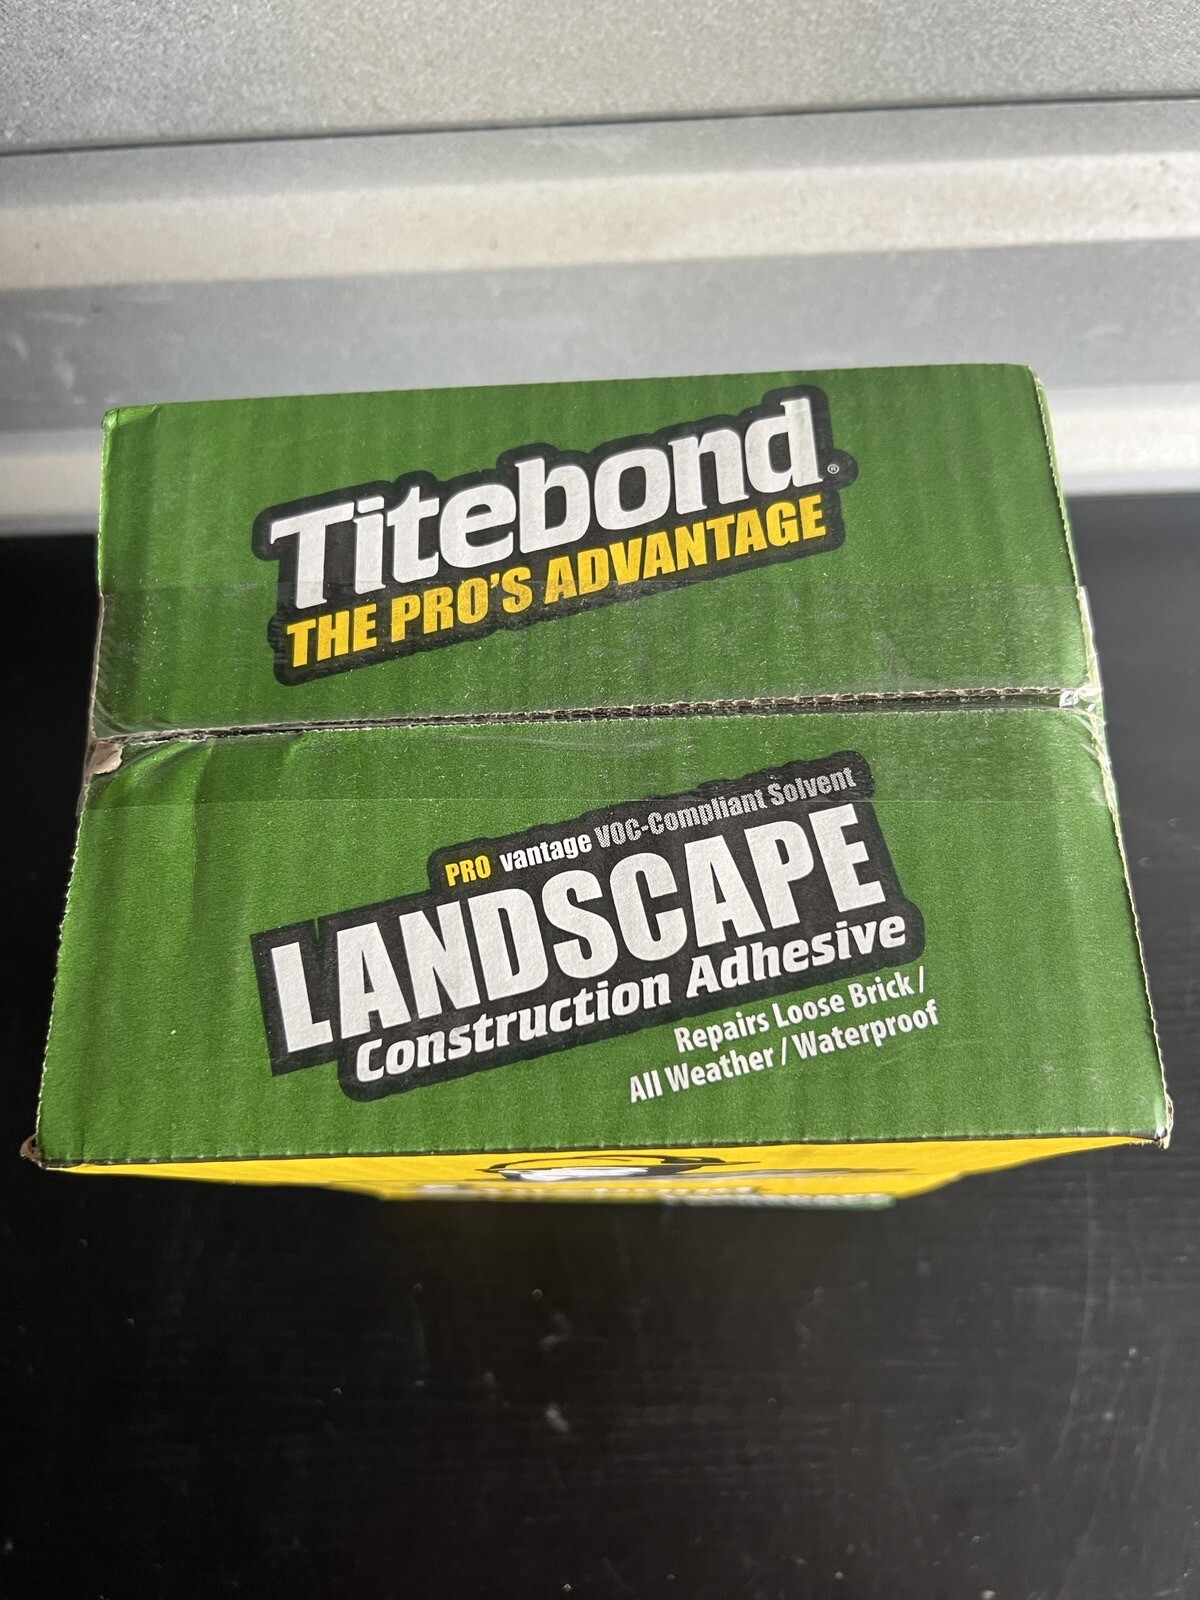 Titebond®
THE PRO'S ADVANTAGE
PRO vantage VOC-Compliant Solvent
LANDSCAPE
Construction Adhesive
Repairs Loose Brick /
All Weather / Waterproof